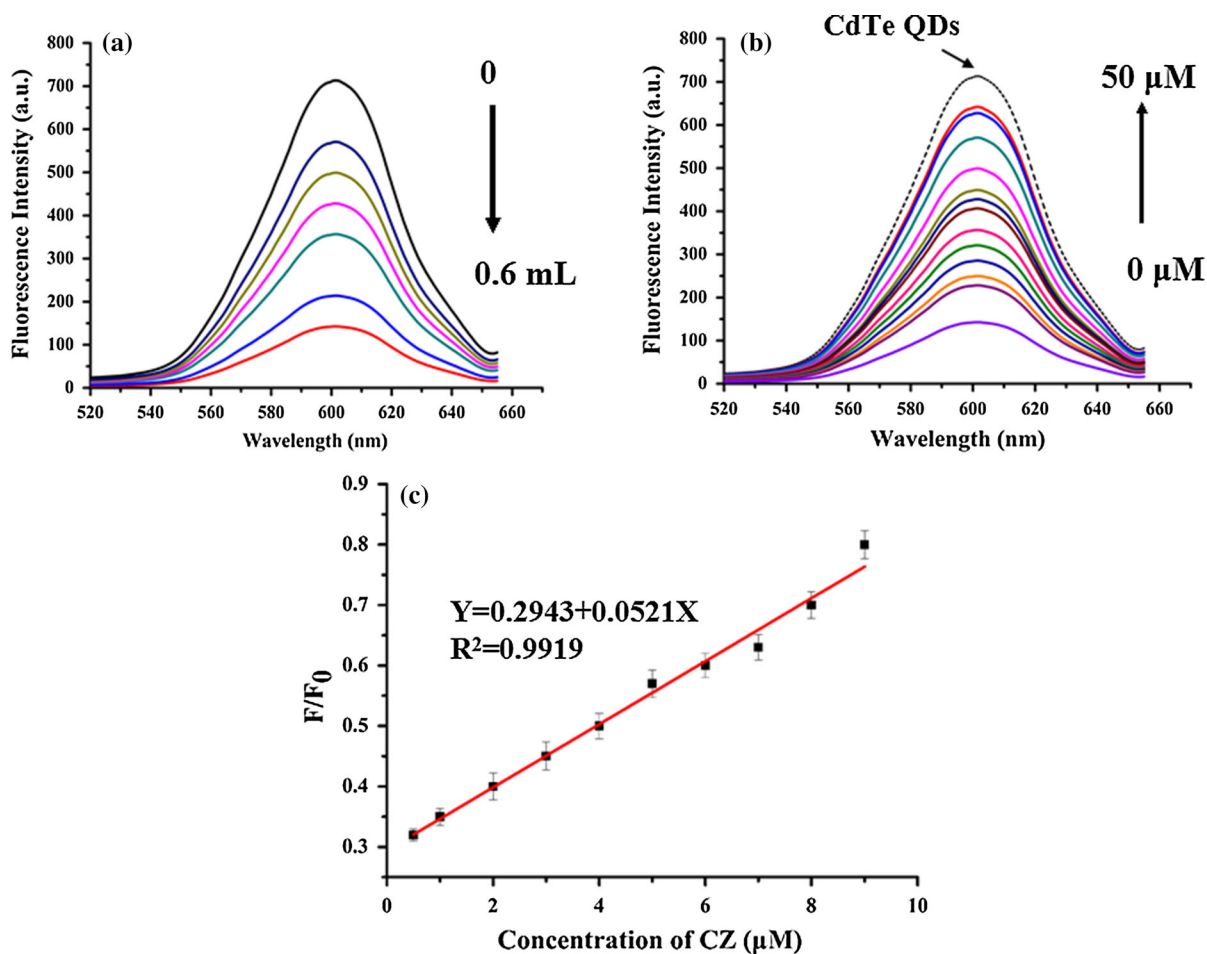 (a)
0
0.6 mL
Fluorescence Intensity (a.u.)
800
700
600
500
400
300
200
100
0
520 540 560 580 600 620 640 660
Wavelength (nm)
CdTe QDs
(b)
50 µM
0 µM
Fluorescence Intensity (a.u.)
800
700
600
500
400
300
200
100
0
520 540 560 580 600 620 640 660
Wavelength (nm)
(c)
Y=0.2943+0.0521X
R²=0.9919
F/F₀
0.9
0.8
0.7
0.6
0.5
0.4
0.3
0 2 4 6 8 10
Concentration of CZ (µM)